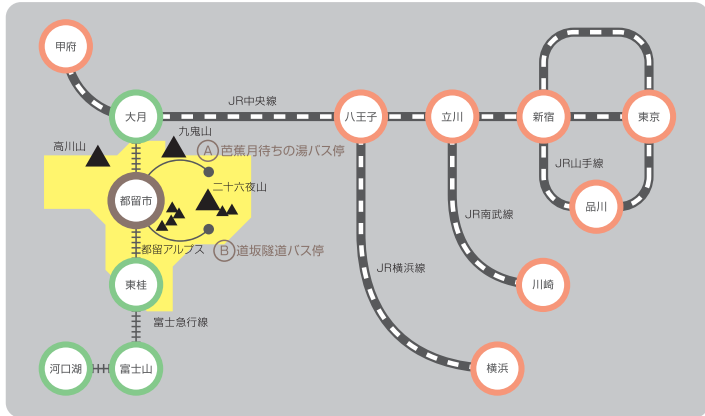 甲府
大月
JR中央線
八王子
立川
新宿
東京
九鬼山
高川山
A 芭蕉月待ちの湯バス停
JR山手線
都留市
二十六夜山
品川
JR南武線
都留アルプス
B 道坂隧道バス停
JR横浜線
東桂
川崎
富士急行線
河口湖
富士山
横浜